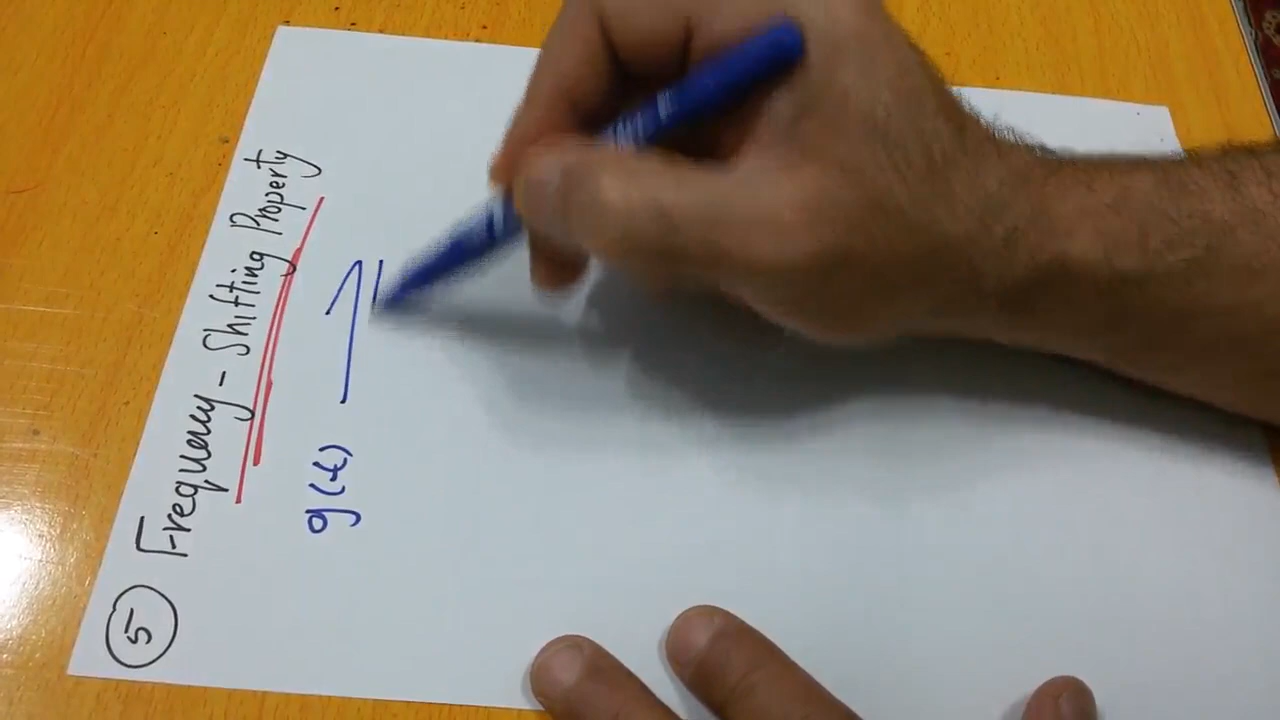 ⑤ Frequency - Shifting Property
g(t) ⇌